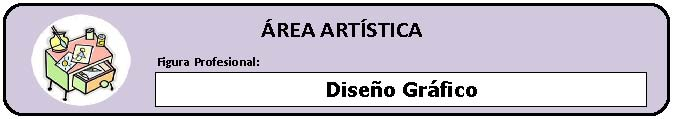 ÁREA ARTÍSTICA
Figura Profesional:
Diseño Gráfico